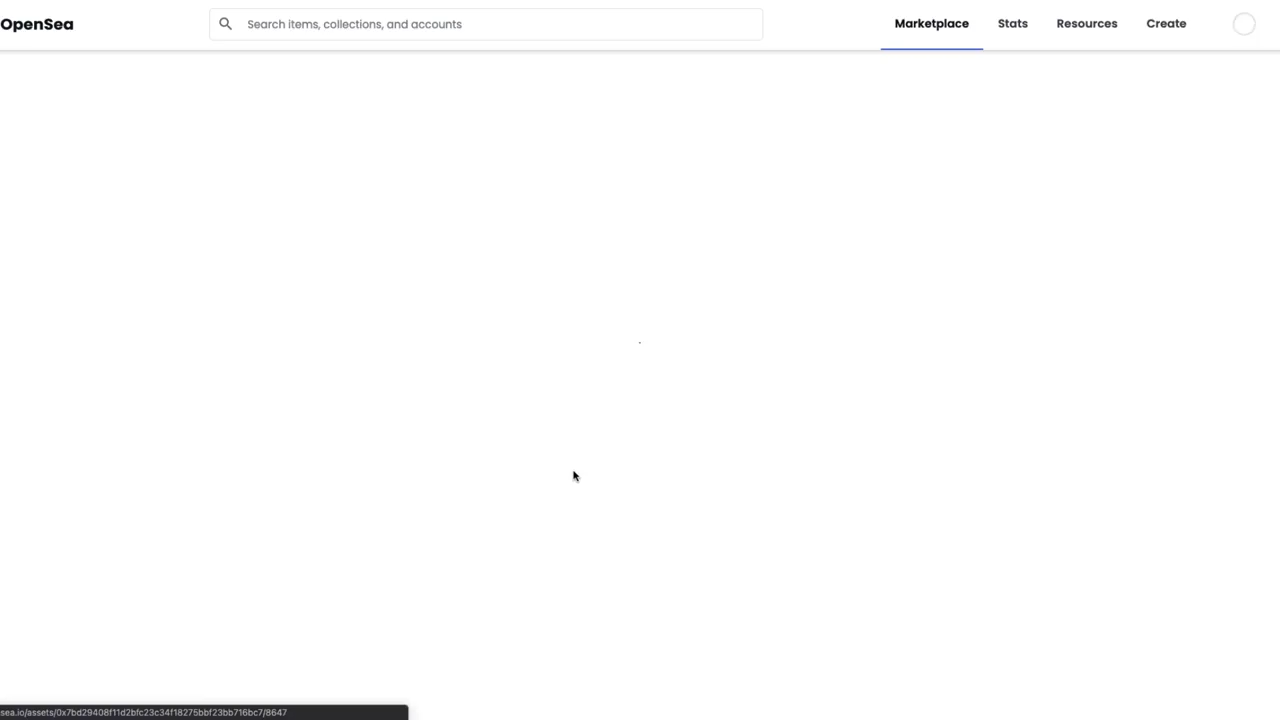 OpenSea
Search items, collections, and accounts
Marketplace
Stats
Resources
Create
sea.io/assets/0x7bd29408f11d2bfc23c34f18275bbf23bb716bc7/8647